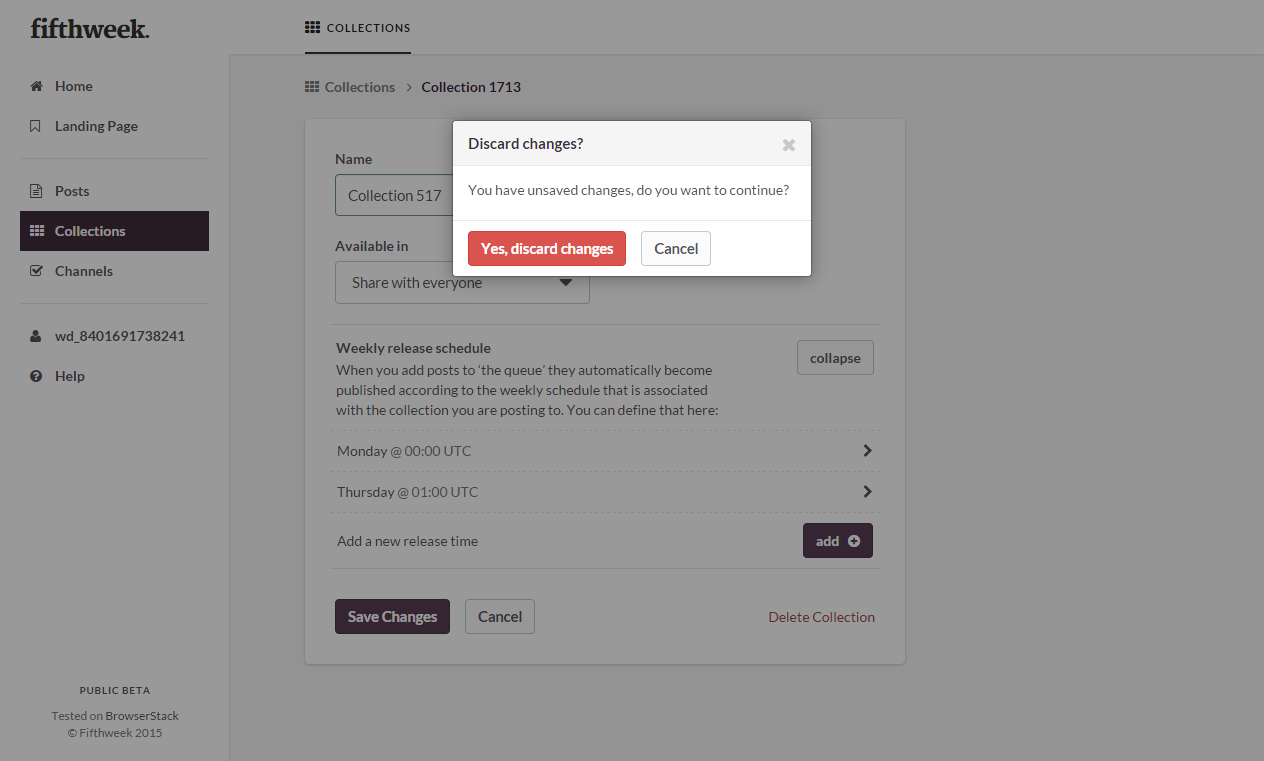 fifthweek.
COLLECTIONS
Home
Landing Page
Posts
Collections
Channels
wd_8401691738241
Help
PUBLIC BETA
Tested on BrowserStack
© Fifthweek 2015
Collections > Collection 1713
Discard changes?
You have unsaved changes, do you want to continue?
Yes, discard changes Cancel
Name
Collection 517
Available in
Share with everyone
Weekly release schedule
collapse
When you add posts to ‘the queue’ they automatically become
published according to the weekly schedule that is associated
with the collection you are posting to. You can define that here:
Monday @ 00:00 UTC
Thursday @ 01:00 UTC
Add a new release time add
Save Changes Cancel Delete Collection